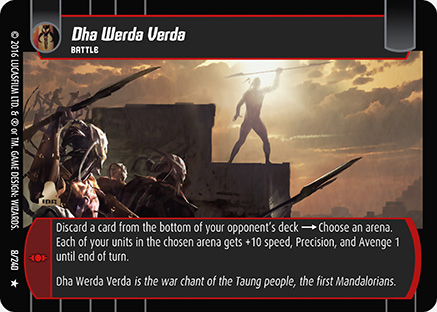 Dha Werda Verda
BATTLE
Discard a card from the bottom of your opponent's deck → Choose an arena.
Each of your units in the chosen arena gets +10 speed, Precision, and Avenge 1
until end of turn.
Dha Werda Verda is the war chant of the Taung people, the first Mandalorians.
© 2016 LUCASFILM LTD. & ® or TM. GAME DESIGN: WIZARDS.
8/240